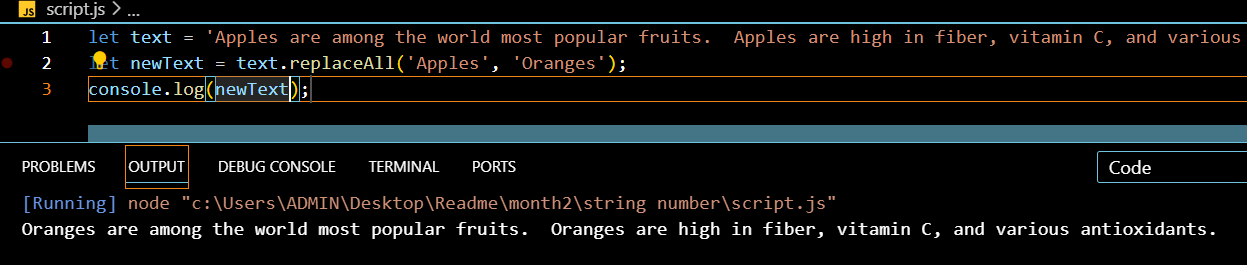 JS script.js > ...
1 let text = 'Apples are among the world most popular fruits.  Apples are high in fiber, vitamin C, and various
2 let newText = text.replaceAll('Apples', 'Oranges');
3 console.log(newText);
PROBLEMS OUTPUT DEBUG CONSOLE TERMINAL PORTS Code
[Running] node "c:\Users\ADMIN\Desktop\Readme\month2\string number\script.js"
Oranges are among the world most popular fruits.  Oranges are high in fiber, vitamin C, and various antioxidants.